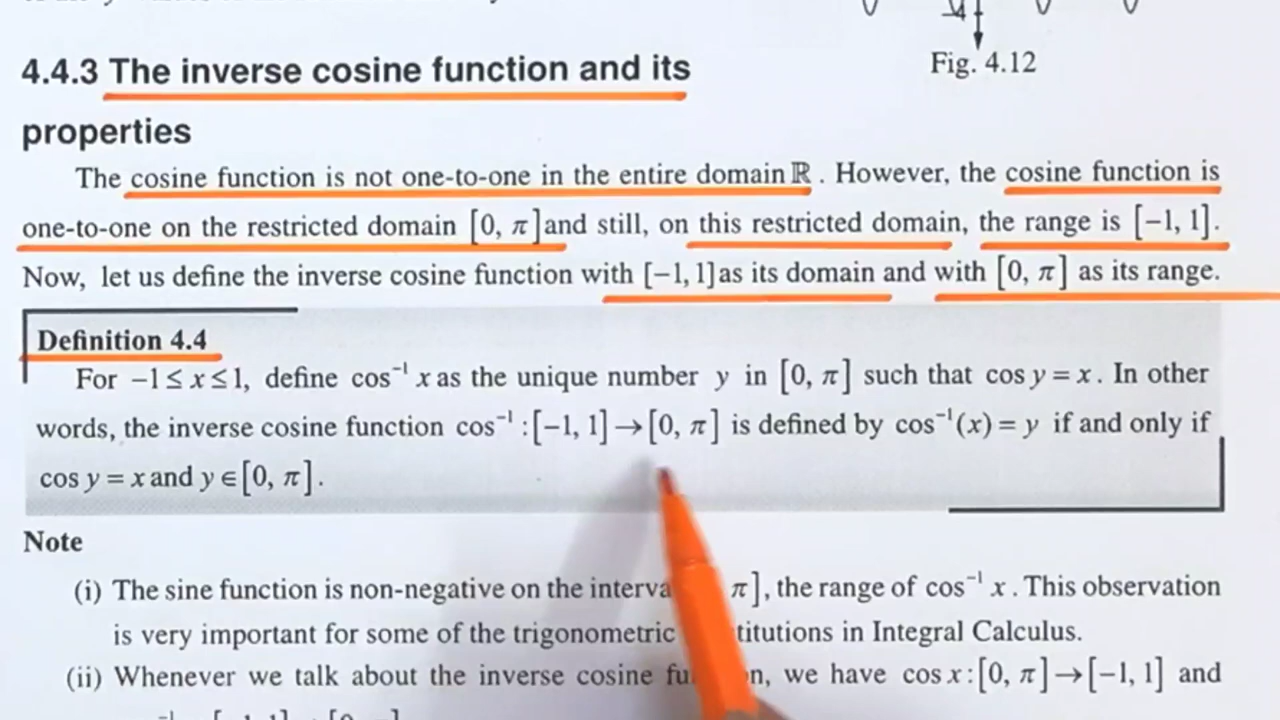 4.4.3 The inverse cosine function and its
Fig. 4.12
properties
The cosine function is not one-to-one in the entire domain ℝ . However, the cosine function is
one-to-one on the restricted domain [0, π] and still, on this restricted domain, the range is [−1, 1].
Now, let us define the inverse cosine function with [−1, 1] as its domain and with [0, π] as its range.
Definition 4.4
For −1 ≤ x ≤ 1, define cos⁻¹ x as the unique number y in [0, π] such that cos y = x . In other
words, the inverse cosine function cos⁻¹ : [−1, 1] → [0, π] is defined by cos⁻¹(x) = y if and only if
cos y = x and y ∈ [0, π] .
Note
(i) The sine function is non-negative on the π], the range of cos⁻¹ x . This observation
is very important for some of the trigonometric in Integral Calculus.
(ii) Whenever we talk about the inverse cosine we have cos x : [0, π] → [−1, 1] and